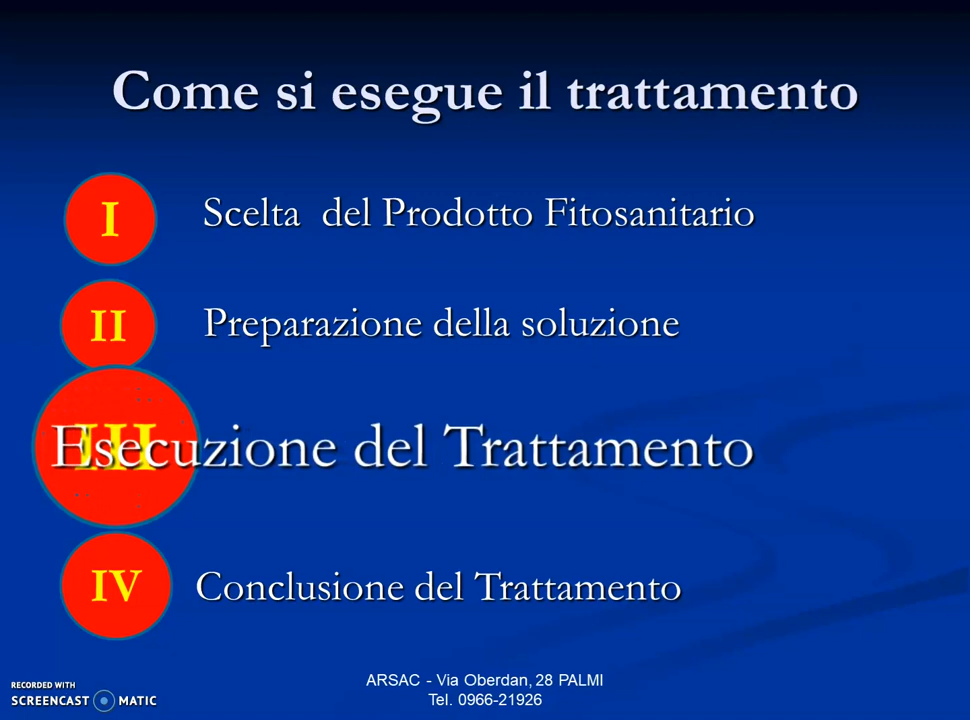 Come si esegue il trattamento
I
Scelta del Prodotto Fitosanitario
II
Preparazione della soluzione
III
Esecuzione del Trattamento
IV
Conclusione del Trattamento
ARSAC - Via Oberdan, 28 PALMI
Tel. 0966-21926
RECORDED WITH
SCREENCAST MATIC